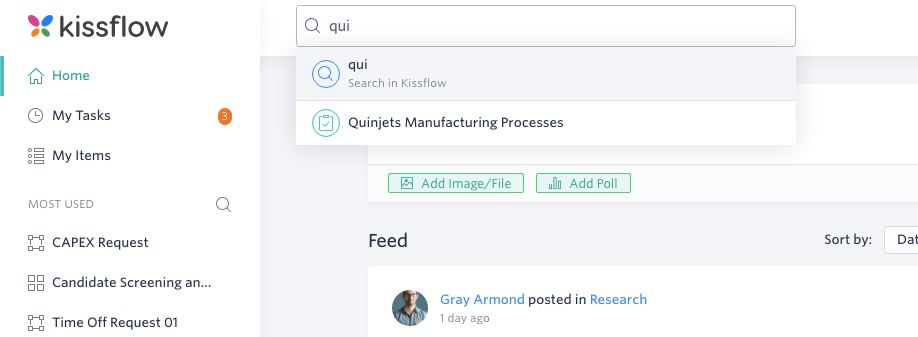 kissflow
qui
Home
qui
Search in Kissflow
My Tasks
3
Quinjets Manufacturing Processes
My Items
Add Image/File
Add Poll
MOST USED
CAPEX Request
Feed
Sort by:
Dat
Candidate Screening an...
Gray Armond posted in Research
1 day ago
Time Off Request 01